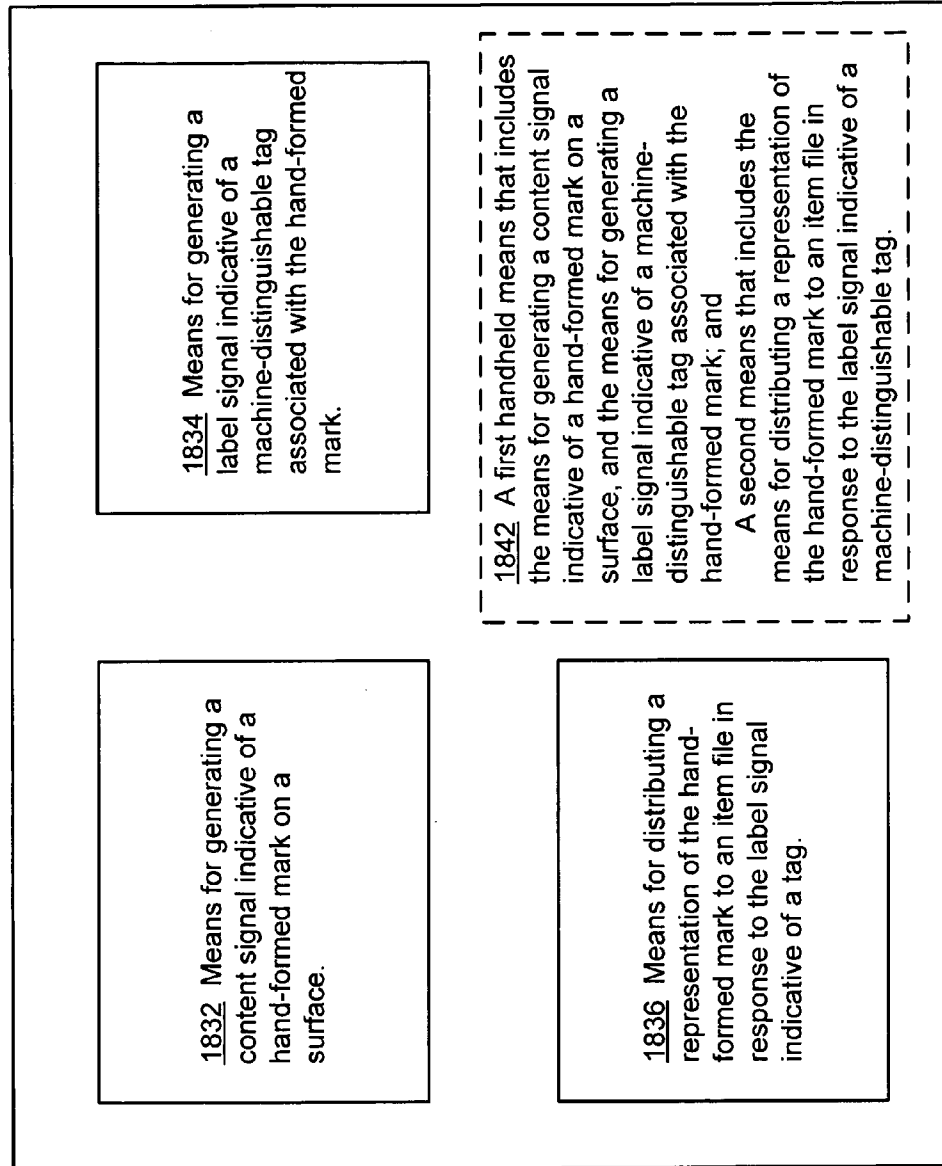 1832 Means for generating a
content signal indicative of a
hand-formed mark on a
surface.
1834 Means for generating a
label signal indicative of a
machine-distinguishable tag
associated with the hand-formed
mark.
1836 Means for distributing a
representation of the hand-
formed mark to an item file in
response to the label signal
indicative of a tag.
1842 A first handheld means that includes
the means for generating a content signal
indicative of a hand-formed mark on a
surface, and the means for generating a
label signal indicative of a machine-
distinguishable tag associated with the
hand-formed mark; and
A second means that includes the
means for distributing a representation of
the hand-formed mark to an item file in
response to the label signal indicative of a
machine-distinguishable tag.